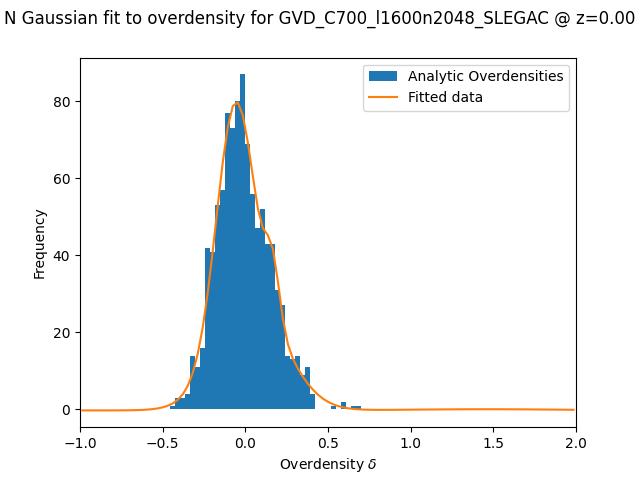 N Gaussian fit to overdensity for GVD_C700_l1600n2048_SLEGAC @ z=0.00
Analytic Overdensities
Fitted data
80
60
40
20
0
Frequency
−1.0 −0.5 0.0 0.5 1.0 1.5 2.0
Overdensity δ